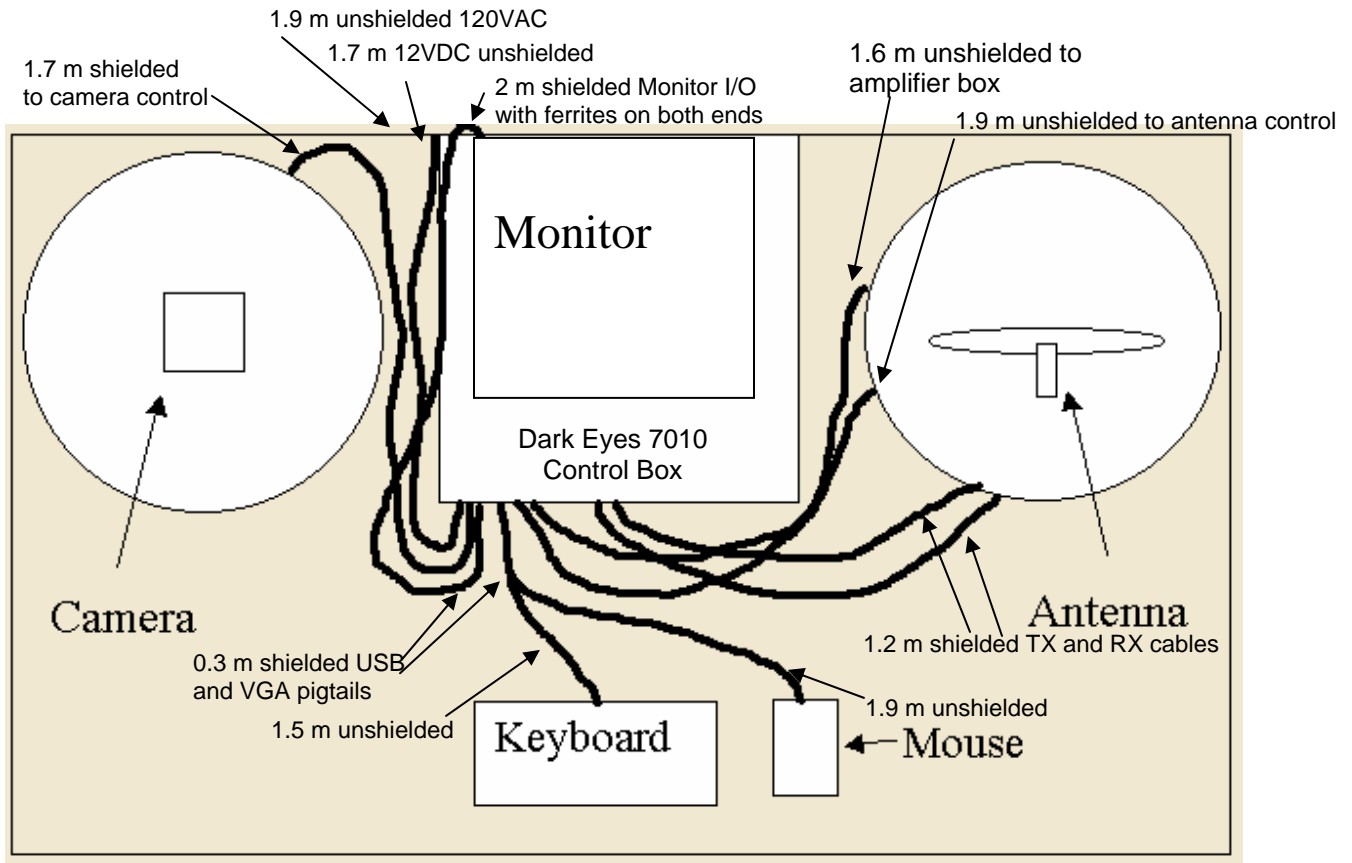 1.9 m unshielded 120VAC
1.7 m 12VDC unshielded
1.7 m shielded
to camera control
2 m shielded Monitor I/O
with ferrites on both ends
1.6 m unshielded to
amplifier box
1.9 m unshielded to antenna control
Monitor
Dark Eyes 7010
Control Box
Camera
Antenna
0.3 m shielded USB
and VGA pigtails
1.2 m shielded TX and RX cables
1.5 m unshielded
1.9 m unshielded
Keyboard
Mouse